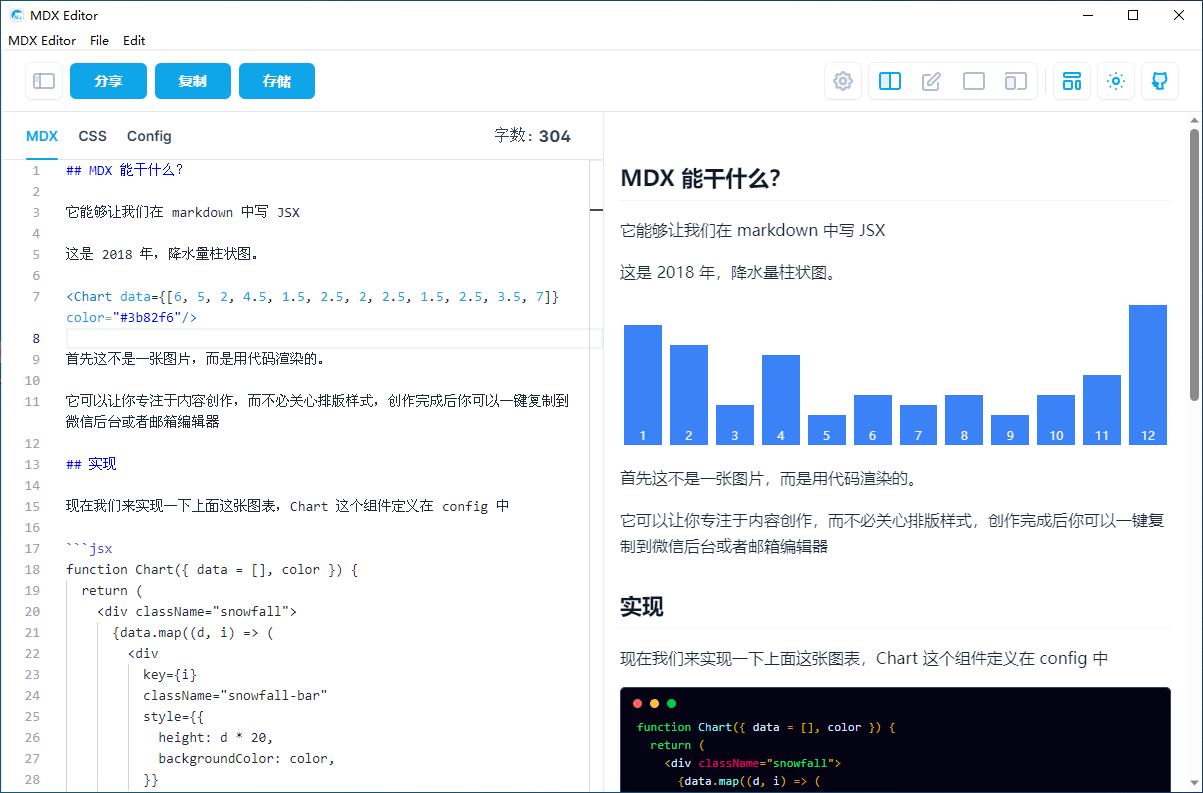 MDX Editor
MDX Editor File Edit
分享 复制 存储
MDX CSS Config 字数: 304
1 ## MDX 能干什么?
2
3 它能够让我们在 markdown 中写 JSX
4
5 这是 2018 年，降水量柱状图。
6
7 <Chart data={[6, 5, 2, 4.5, 1.5, 2.5, 2, 2.5, 1.5, 2.5, 3.5, 7]}
color="#3b82f6"/>
8
9 首先这不是一张图片，而是用代码渲染的。
10
11 它可以让你专注于内容创作，而不必关心排版样式，创作完成后你可以一键复制到
微信后台或者邮箱编辑器
12
13 ## 实现
14
15 现在我们来实现一下上面这张图表，Chart 这个组件定义在 config 中
16
17 ```jsx
18 function Chart({ data = [], color }) {
19 return (
20 <div className="snowfall">
21 {data.map((d, i) => (
22 <div
23 key={i}
24 className="snowfall-bar"
25 style={{
26 height: d * 20,
27 backgroundColor: color,
28 }}
MDX 能干什么?
它能够让我们在 markdown 中写 JSX
这是 2018 年，降水量柱状图。
1 2 3 4 5 6 7 8 9 10 11 12
首先这不是一张图片，而是用代码渲染的。
它可以让你专注于内容创作，而不必关心排版样式，创作完成后你可以一键复
制到微信后台或者邮箱编辑器
实现
现在我们来实现一下上面这张图表，Chart 这个组件定义在 config 中
function Chart({ data = [], color }) {
return (
<div className="snowfall">
{data.map((d, i) => (